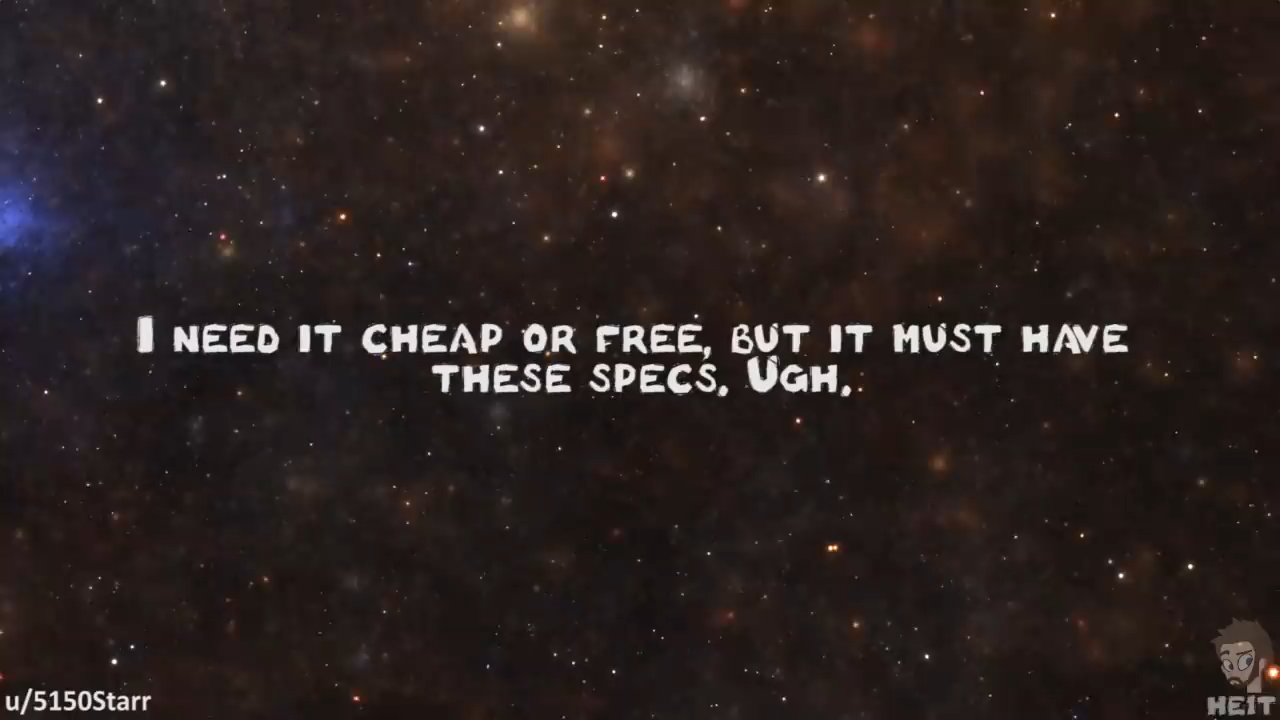 I need it cheap or free, but it must have
these specs. Ugh.
u/5150Starr
HEIT